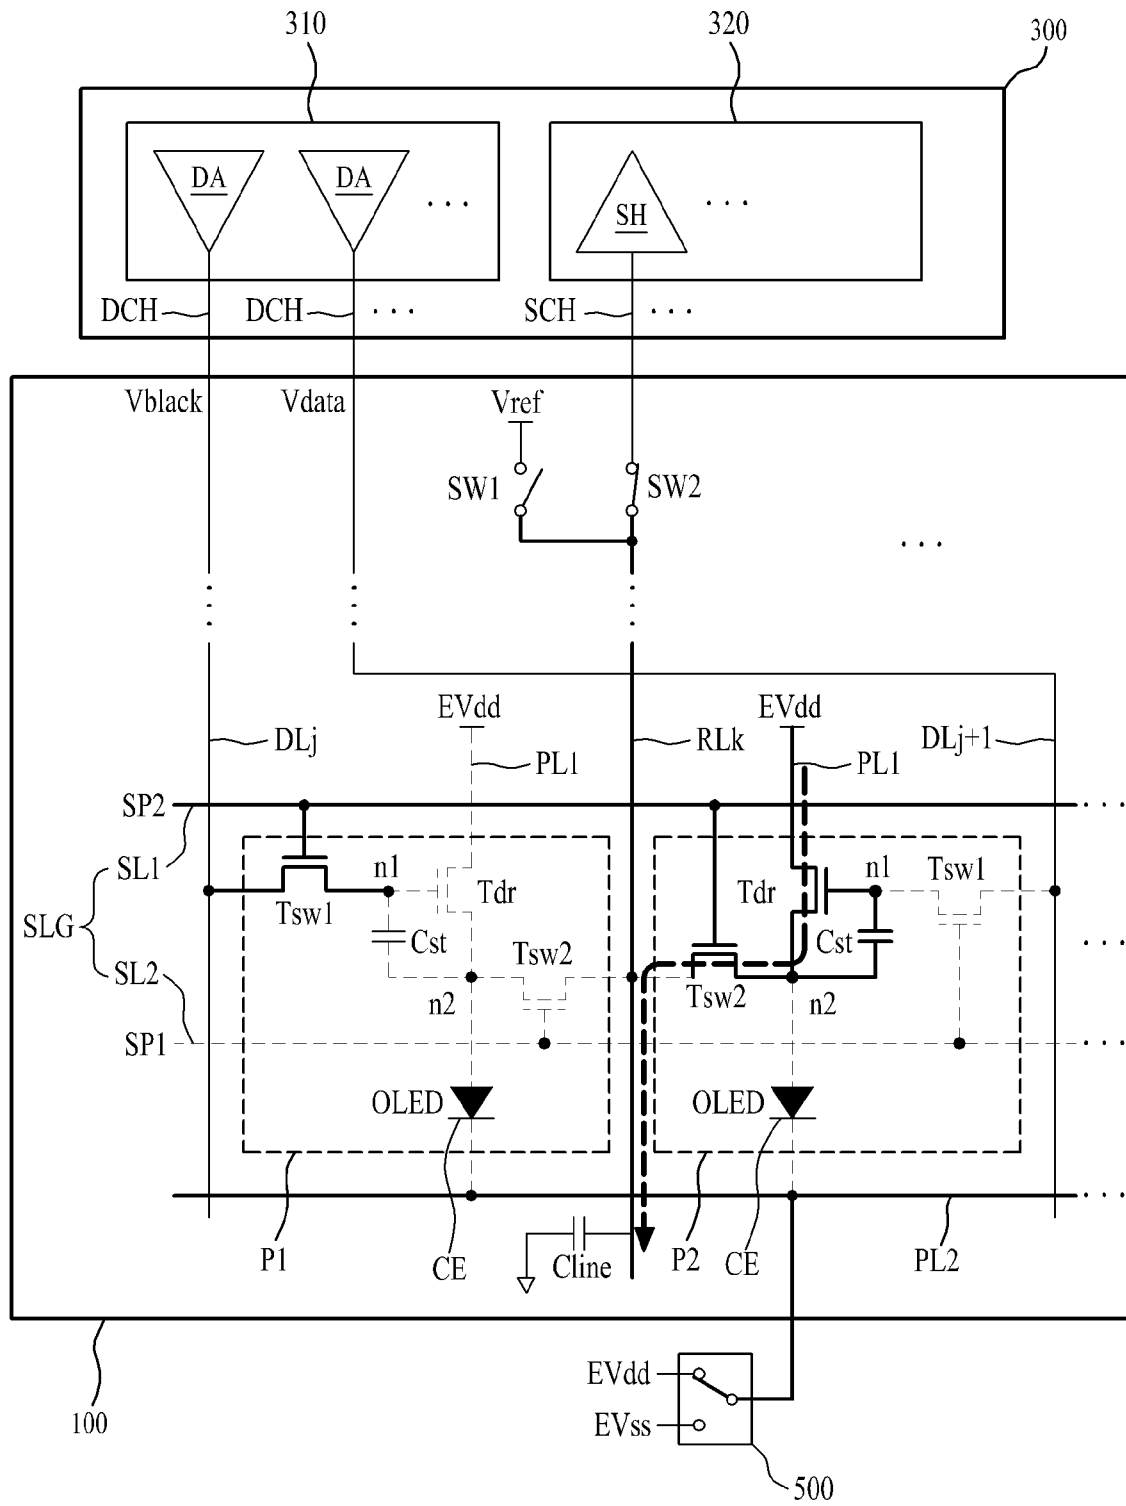 310
320
300
DA
DA
. . .
SH
. . .
DCH
DCH
. . .
SCH
. . .
Vblack
Vdata
Vref
SW1
SW2
. . .
EVdd
EVdd
DLj
PL1
RLk
PL1
DLj+1
SP2
. . .
SL1
n1
n1
Tsw1
Tsw1
Tdr
Tdr
SLG
Cst
Cst
. . .
Tsw2
SL2
Tsw2
n2
n2
SP1
. . .
OLED
OLED
. . .
P1
CE
Cline
P2
CE
PL2
EVdd
100
EVss
500